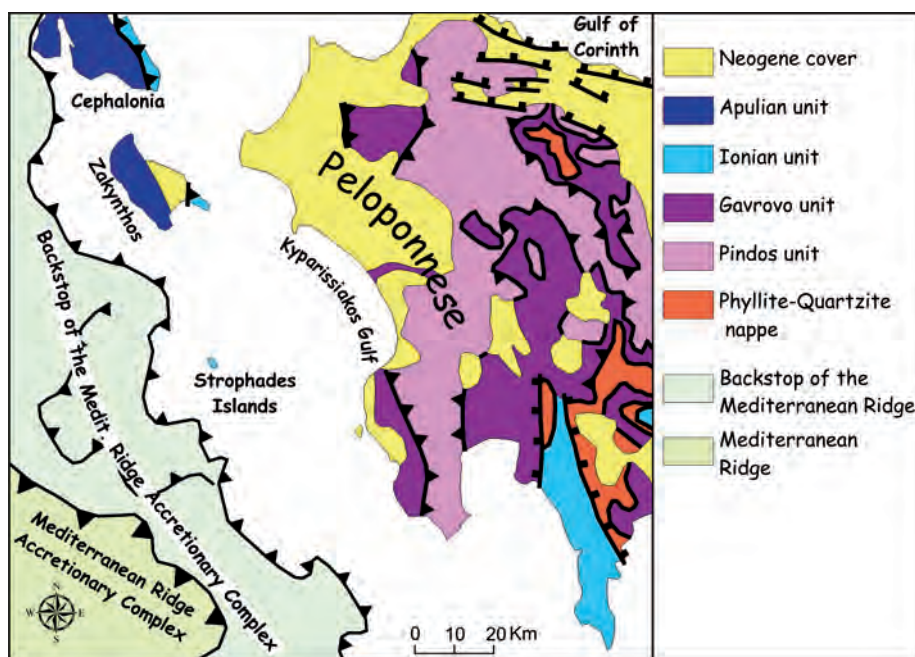 Gulf of
Corinth
Cephalonia
Zakynthos
Peloponnese
Kyparissiakos Gulf
Strophades
Islands
Backstop of the Medit. Ridge Accretionary Complex
Mediterranean Ridge
Accretionary Complex
N
W E
S
0 10 20 Km
Neogene cover
Apulian unit
Ionian unit
Gavrovo unit
Pindos unit
Phyllite-Quartzite
nappe
Backstop of the
Mediterranean Ridge
Mediterranean
Ridge